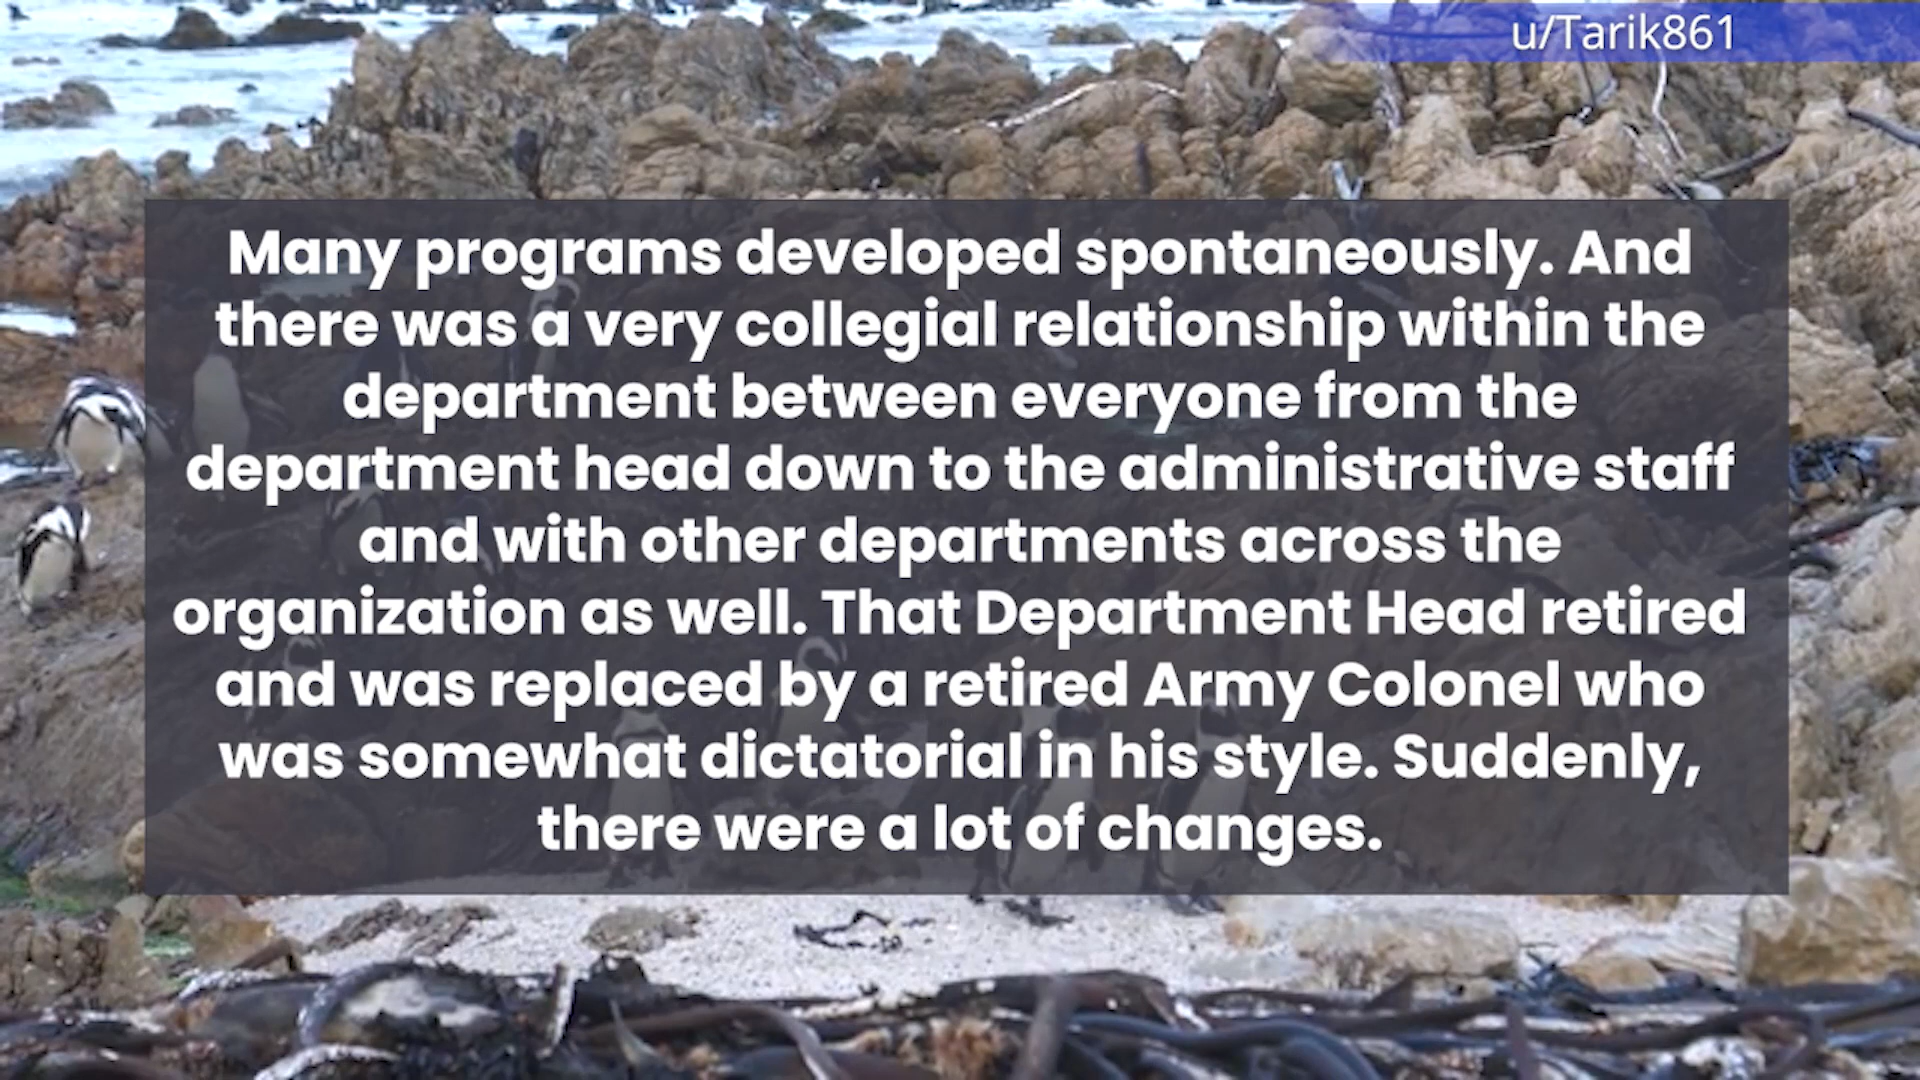 u/Tarik861
Many programs developed spontaneously. And
there was a very collegial relationship within the
department between everyone from the
department head down to the administrative staff
and with other departments across the
organization as well. That Department Head retired
and was replaced by a retired Army Colonel who
was somewhat dictatorial in his style. Suddenly,
there were a lot of changes.